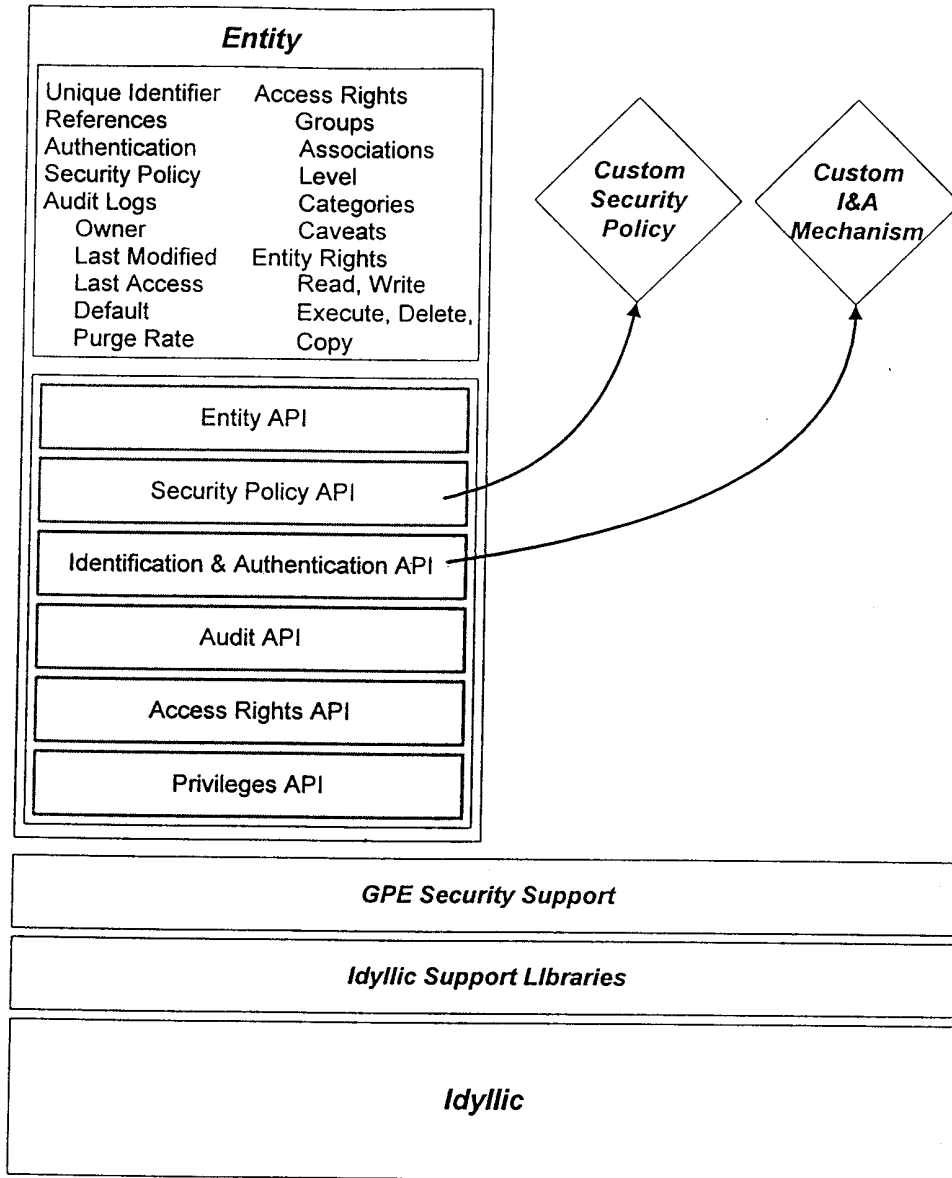 Entity
Unique Identifier
References
Authentication
Security Policy
Audit Logs
Owner
Last Modified
Last Access
Default
Purge Rate
Access Rights
Groups
Associations
Level
Categories
Caveats
Entity Rights
Read, Write
Execute, Delete,
Copy
Custom
Security
Policy
Custom
I&A
Mechanism
Entity API
Security Policy API
Identification & Authentication API
Audit API
Access Rights API
Privileges API
GPE Security Support
Idyllic Support LIbraries
Idyllic